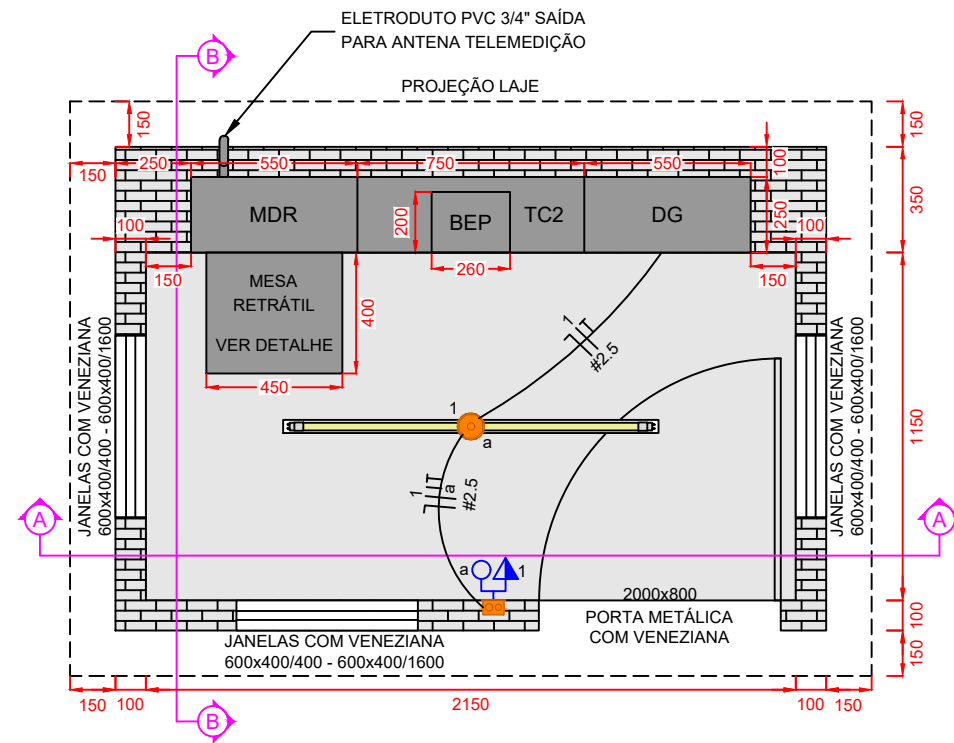 ELETRODUTO PVC 3/4" SAÍDA
PARA ANTENA TELEMEDIÇÃO
B
PROJEÇÃO LAJE
150
150
150
250
550
750
550
100
350
250
MDR
200
BEP
TC2
DG
260
100
150
100
150
MESA
RETRÁTIL
VER DETALHE
400
450
1
#2.5
JANELAS COM VENEZIANA
600x400/400 - 600x400/1600
JANELAS COM VENEZIANA
600x400/400 - 600x400/1600
1150
1
a
1
a
#2.5
A
A
a
1
2000x800
PORTA METÁLICA
COM VENEZIANA
100
150
JANELAS COM VENEZIANA
600x400/400 - 600x400/1600
150
100
2150
100
150
B